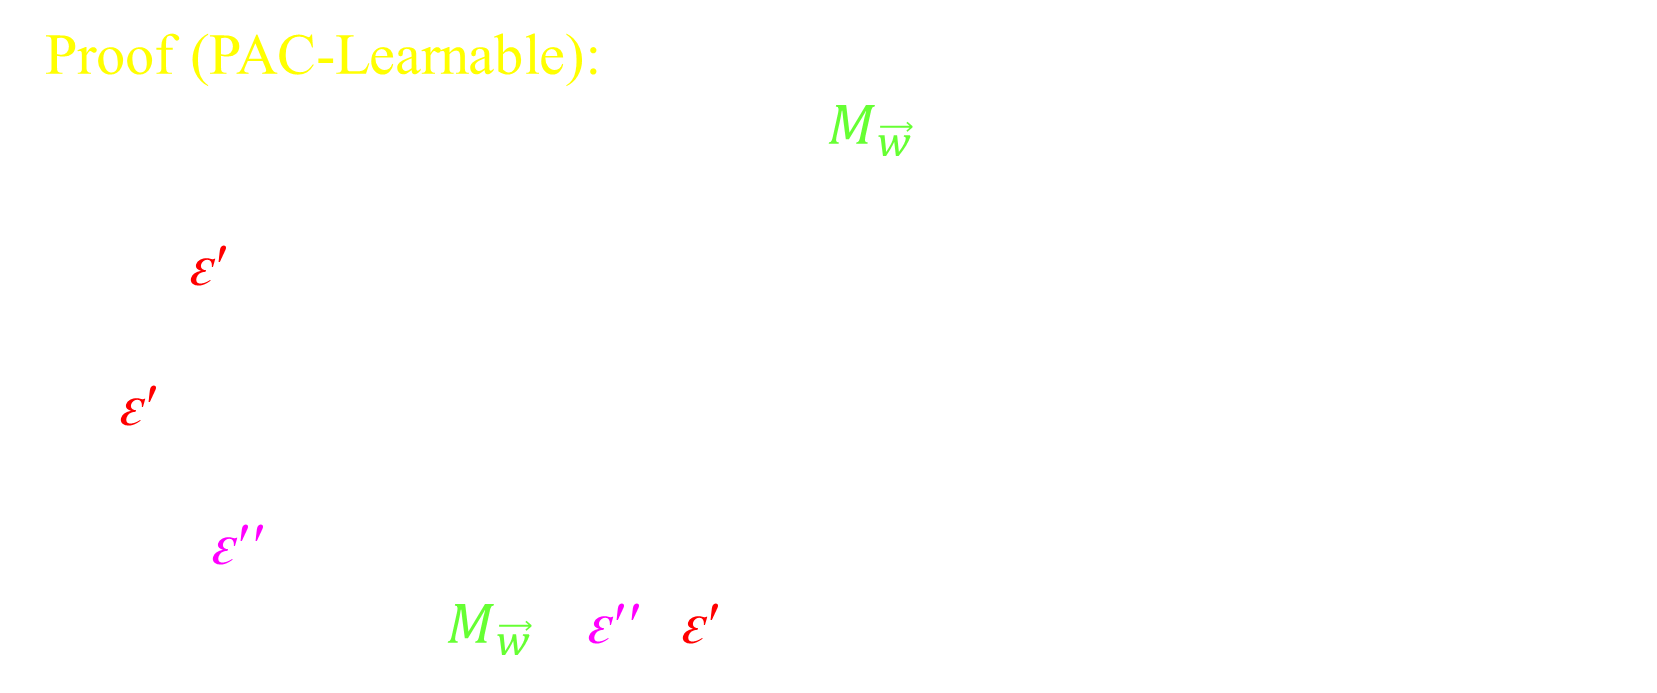 Proof (PAC-Learnable):
M_w⃗
ε′
ε′
ε′′
M_w⃗ ε′′ ε′